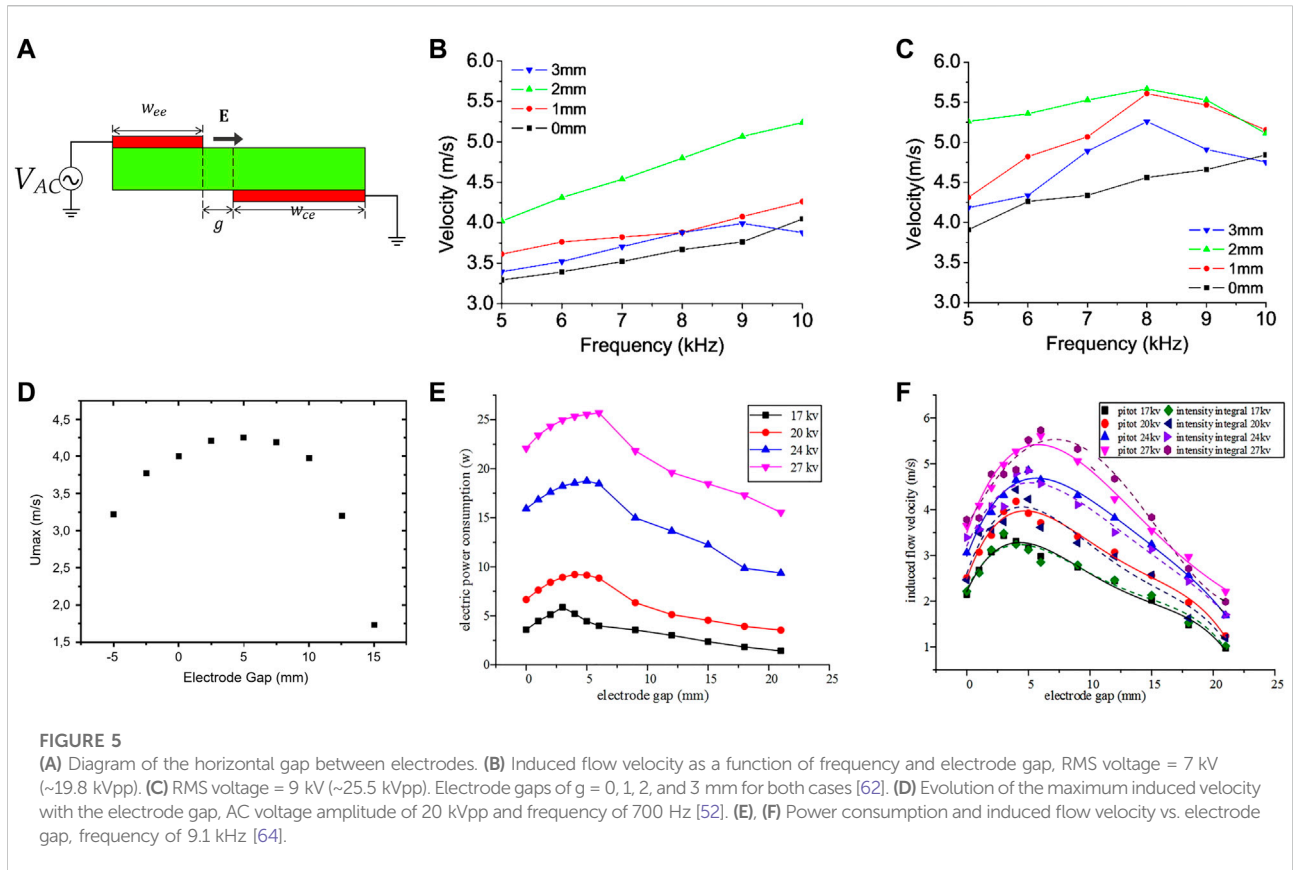 A
w_ee
E
V_AC
g
w_ce
B
6.0
5.5
5.0
4.5
4.0
3.5
3.0
Velocity (m/s)
3mm
2mm
1mm
0mm
5 6 7 8 9 10
Frequency (kHz)
C
6.0
5.5
5.0
4.5
4.0
3.5
3.0
Velocity(m/s)
3mm
2mm
1mm
0mm
5 6 7 8 9 10
Frequency (kHz)
D
4,5
4,0
3,5
3,0
2,5
2,0
1,5
Umax (m/s)
-5 0 5 10 15
Electrode Gap (mm)
E
25
20
15
10
5
0
electric power consumption (w)
17 kv
20 kv
24 kv
27 kv
0 5 10 15 20 25
electrode gap (mm)
F
6
5
4
3
2
1
induced flow velocity (m/s)
pitot 17kv intensity integral 17kv
pitot 20kv intensity integral 20kv
pitot 24kv intensity integral 24kv
pitot 27kv intensity integral 27kv
0 5 10 15 20
electrode gap (mm)
FIGURE 5
(A) Diagram of the horizontal gap between electrodes. (B) Induced flow velocity as a function of frequency and electrode gap, RMS voltage = 7 kV
(~19.8 kVpp). (C) RMS voltage = 9 kV (~25.5 kVpp). Electrode gaps of g = 0, 1, 2, and 3 mm for both cases [62]. (D) Evolution of the maximum induced velocity
with the electrode gap, AC voltage amplitude of 20 kVpp and frequency of 700 Hz [52]. (E), (F) Power consumption and induced flow velocity vs. electrode
gap, frequency of 9.1 kHz [64].